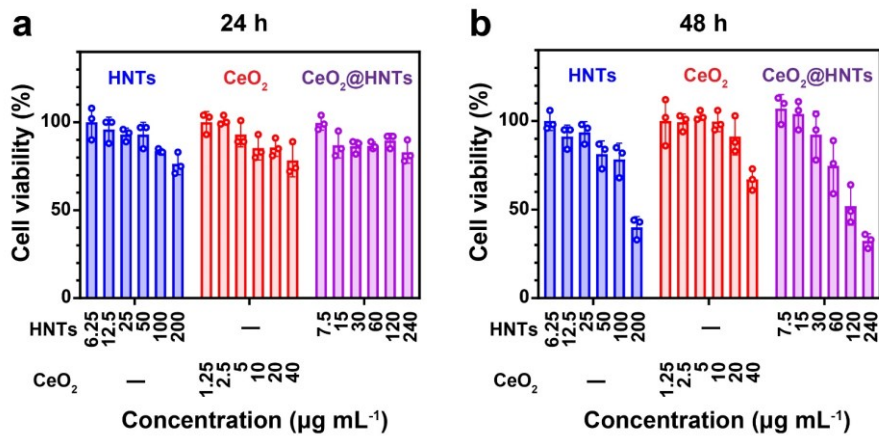 a
24 h
Cell viability (%)
100
50
0
HNTs
CeO₂
CeO₂@HNTs
HNTs
6.25
12.5
25
50
100
200
—
7.5
15
30
60
120
240
CeO₂
—
1.25
2.5
5
10
20
40
Concentration (µg mL⁻¹)
b
48 h
Cell viability (%)
100
50
0
HNTs
CeO₂
CeO₂@HNTs
HNTs
6.25
12.5
25
50
100
200
—
7.5
15
30
60
120
240
CeO₂
—
1.25
2.5
5
10
20
40
Concentration (µg mL⁻¹)